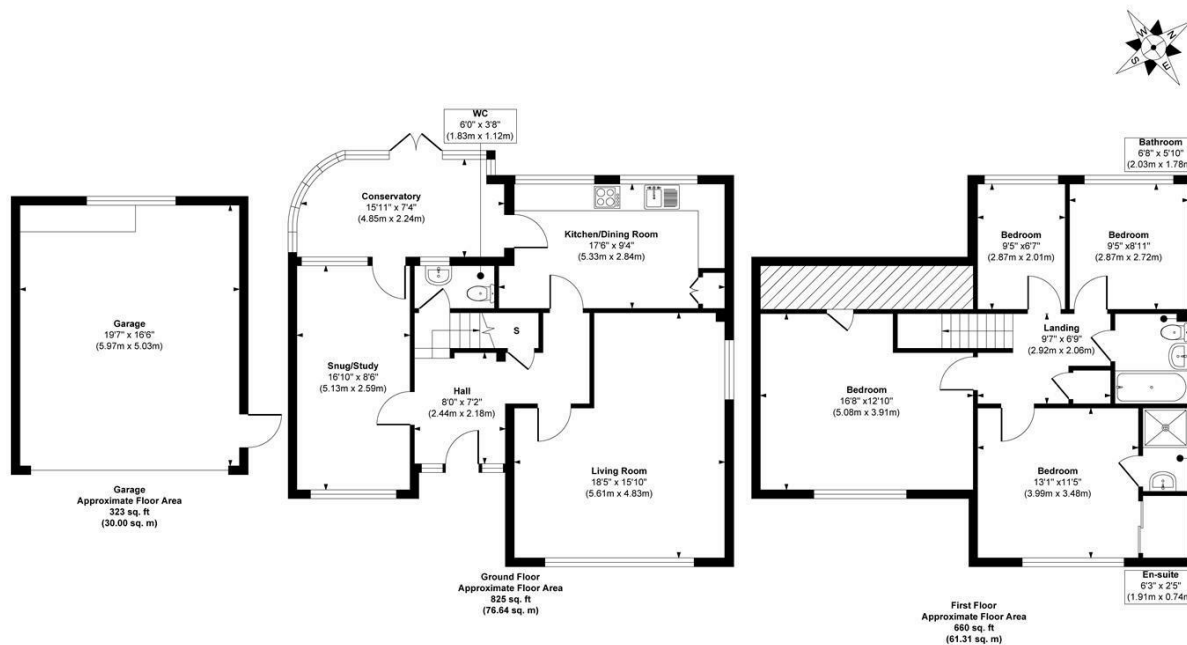 N
W
E
S
WC
6'0" x 3'8"
(1.83m x 1.12m)
Conservatory
15'11" x 7'4"
(4.85m x 2.24m)
Kitchen/Dining Room
17'6" x 9'4"
(5.33m x 2.84m)
Garage
19'7" x 16'6"
(5.97m x 5.03m)
Snug/Study
16'10" x 8'6"
(5.13m x 2.59m)
S
Hall
8'0" x 7'2"
(2.44m x 2.18m)
Living Room
18'5" x 15'10"
(5.61m x 4.83m)
Garage
Approximate Floor Area
323 sq. ft
(30.00 sq. m)
Ground Floor
Approximate Floor Area
825 sq. ft
(76.64 sq. m)
Bathroom
6'8" x 5'10"
(2.03m x 1.78m
Bedroom
9'5" x6'7"
(2.87m x 2.01m)
Bedroom
9'5" x8'11"
(2.87m x 2.72m)
Landing
9'7" x 6'9"
(2.92m x 2.06m)
Bedroom
16'8" x12'10"
(5.08m x 3.91m)
Bedroom
13'1" x11'5"
(3.99m x 3.48m)
En-suite
6'3" x 2'5"
(1.91m x 0.74m
First Floor
Approximate Floor Area
660 sq. ft
(61.31 sq. m)